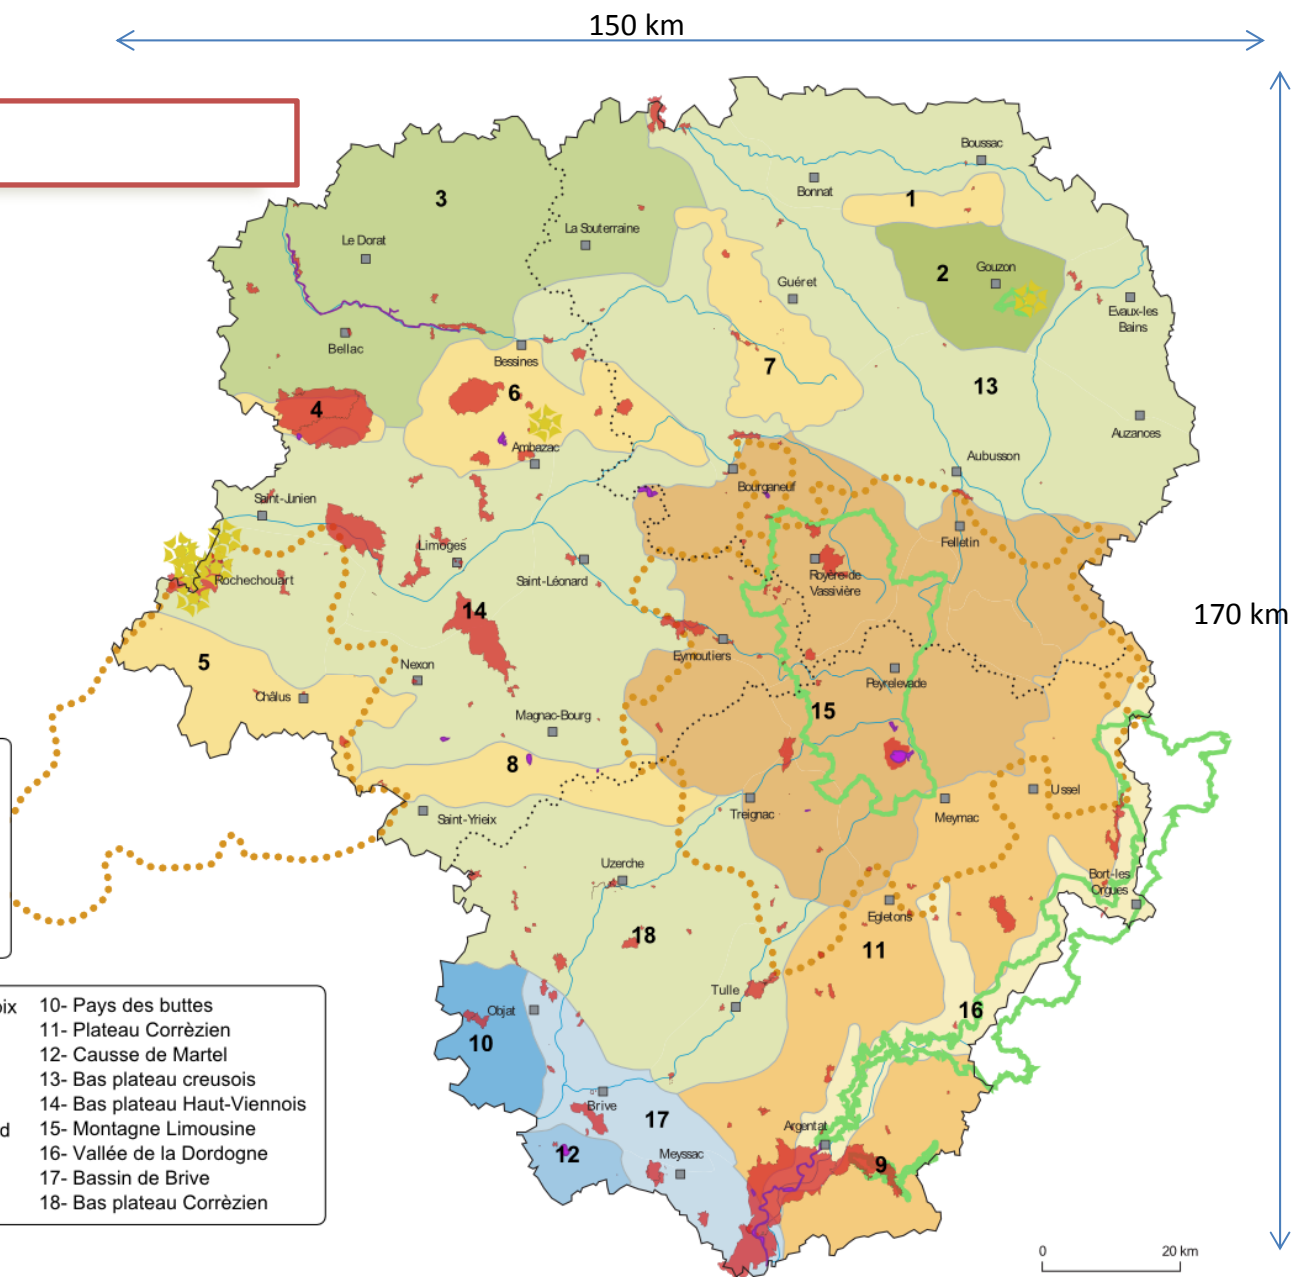 150 km
Boussac
Bonnat
1
3
La Souterraine
Le Dorat
2
Gouzon
Guéret
Evaux-les
Bains
Bellac
Bessines
7
13
6
4
Auzances
Ambazac
Aubusson
Bourganeuf
Saint-Junien
Limoges
Felletin
Saint-Léonard
Rochechouart
Royère de
Vassivière
14
170 km
Eymoutiers
5
Nexon
Peyrelevade
Châlus
15
Magnac-Bourg
8
Ussel
Treignac
Meymac
Saint-Yrieix
Uzerche
Bort-les
Orgues
Egletons
18
11
Tulle
16
Objat
10
Brive
17
Argentat
12
Meyssac
9
oix
10- Pays des buttes
11- Plateau Corrèzien
12- Causse de Martel
13- Bas plateau creusois
14- Bas plateau Haut-Viennois
d
15- Montagne Limousine
16- Vallée de la Dordogne
17- Bassin de Brive
18- Bas plateau Corrèzien
0
20 km